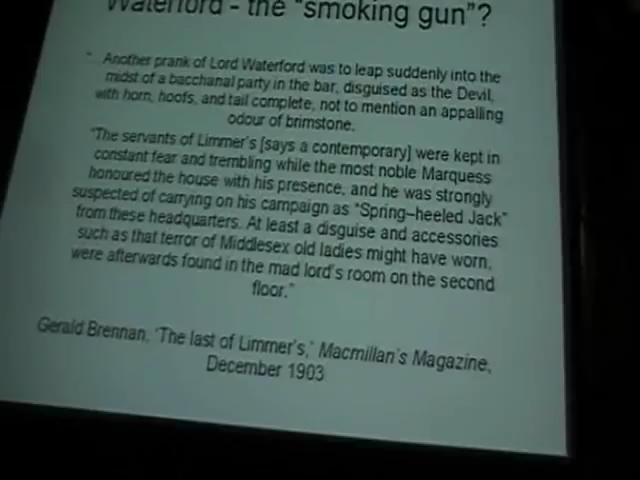 Waterford - the "smoking gun"?
" Another prank of Lord Waterford was to leap suddenly into the
midst of a bacchanal party in the bar, disguised as the Devil,
with horn, hoofs, and tail complete, not to mention an appalling
odour of brimstone.
"The servants of Limmer's [says a contemporary] were kept in
constant fear and trembling while the most noble Marquess
honoured the house with his presence, and he was strongly
suspected of carrying on his campaign as "Spring–heeled Jack"
from these headquarters. At least a disguise and accessories
such as that terror of Middlesex old ladies might have worn,
were afterwards found in the mad lord's room on the second
floor."
Gerald Brennan, 'The last of Limmer's,' Macmillan's Magazine,
December 1903